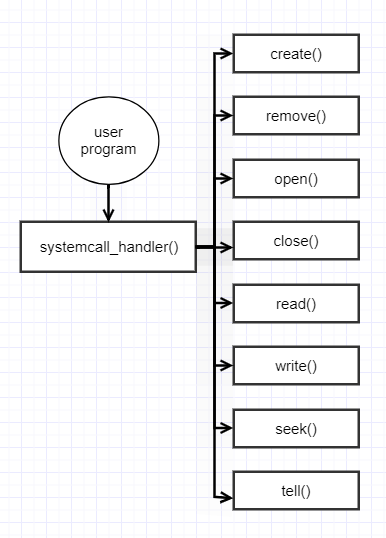 user
program
systemcall_handler()
create()
remove()
open()
close()
read()
write()
seek()
tell()